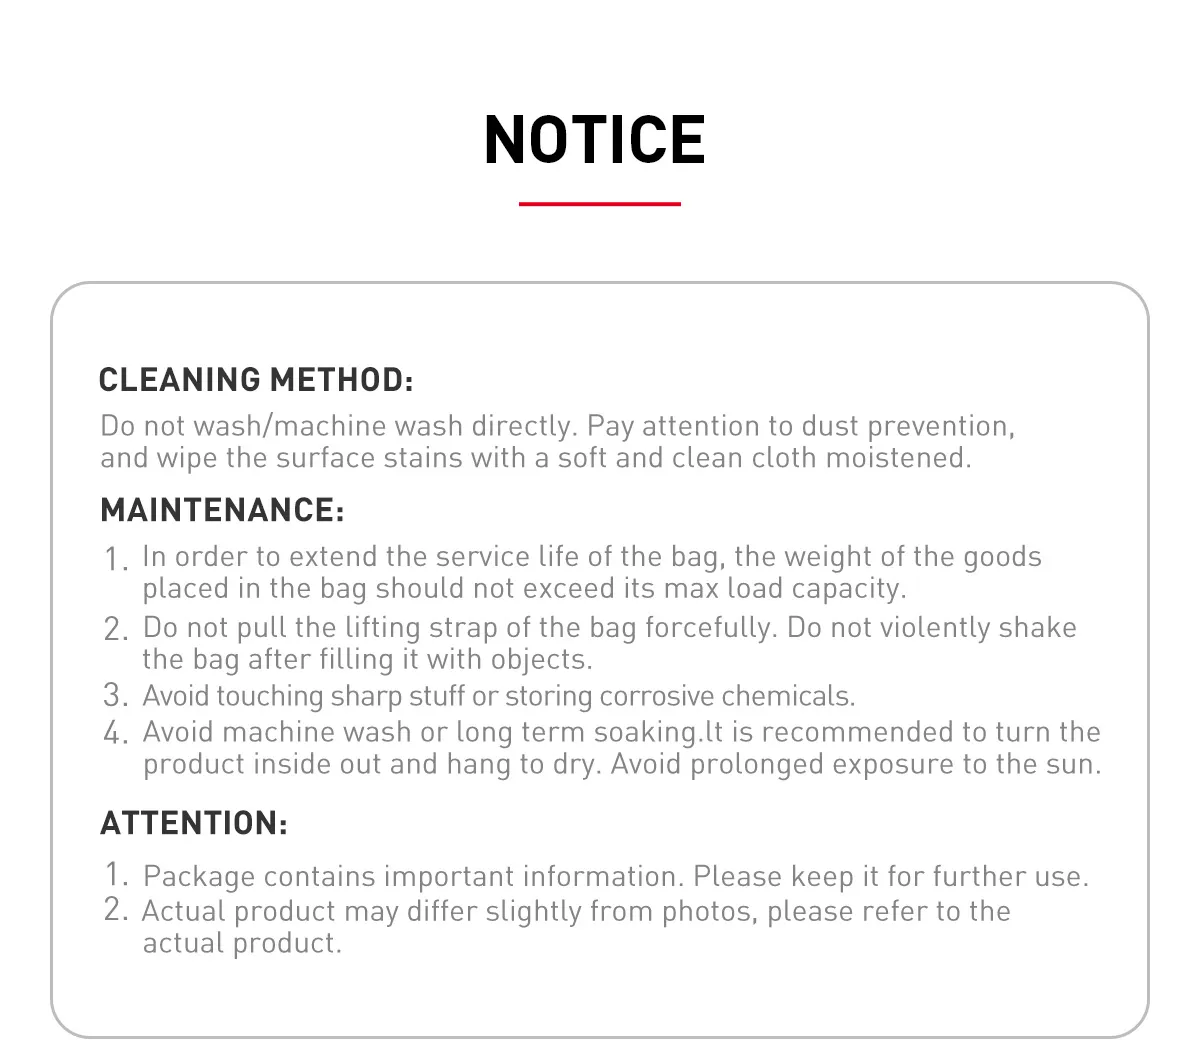 NOTICE
CLEANING METHOD:
Do not wash/machine wash directly. Pay attention to dust prevention,
and wipe the surface stains with a soft and clean cloth moistened.
MAINTENANCE:
1. In order to extend the service life of the bag, the weight of the goods
placed in the bag should not exceed its max load capacity.
2. Do not pull the lifting strap of the bag forcefully. Do not violently shake
the bag after filling it with objects.
3. Avoid touching sharp stuff or storing corrosive chemicals.
4. Avoid machine wash or long term soaking.lt is recommended to turn the
product inside out and hang to dry. Avoid prolonged exposure to the sun.
ATTENTION:
1. Package contains important information. Please keep it for further use.
2. Actual product may differ slightly from photos, please refer to the
actual product.